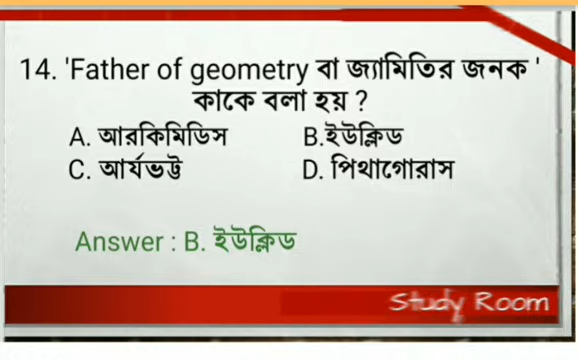 14. 'Father of geometry বা জ্যামিতির জনক '
কাকে বলা হয় ?
A. আরকিমিডিস B.ইউক্লিড
C. আর্যভট্ট D. পিথাগোরাস
Answer : B. ইউক্লিড
Study Room